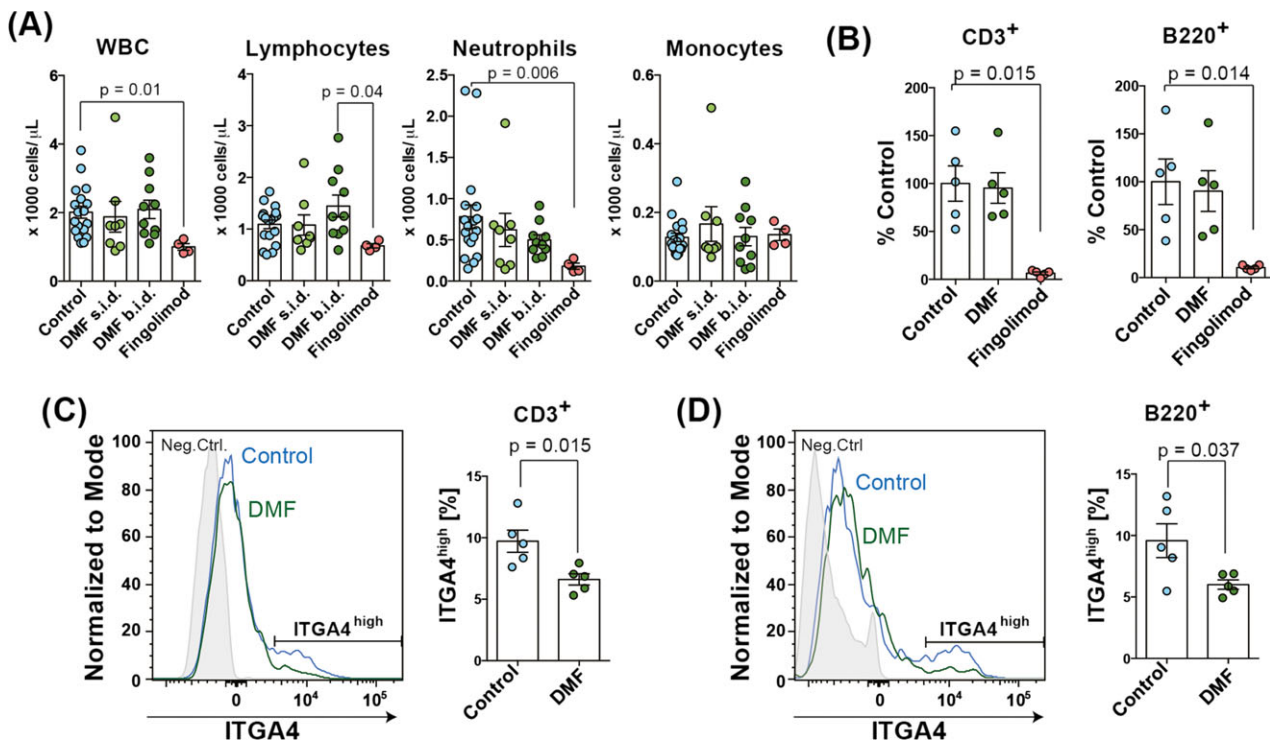 (A)
WBC
p = 0.01
x 1000 cells/µL
6
4
2
0
Control
DMF s.i.d.
DMF b.i.d.
Fingolimod
Lymphocytes
p = 0.04
x 1000 cells/µL
4
3
2
1
0
Control
DMF s.i.d.
DMF b.i.d.
Fingolimod
Neutrophils
p = 0.006
x 1000 cells/µL
2.5
2.0
1.5
1.0
0.5
0.0
Control
DMF s.i.d.
DMF b.i.d.
Fingolimod
Monocytes
x 1000 cells/µL
0.6
0.4
0.2
0.0
Control
DMF s.i.d.
DMF b.i.d.
Fingolimod
(B)
CD3+
p = 0.015
% Control
200
150
100
50
0
Control
DMF
Fingolimod
B220+
p = 0.014
% Control
200
150
100
50
0
Control
DMF
Fingolimod
(C)
Normalized to Mode
100
80
60
40
20
0
Neg.Ctrl.
Control
DMF
ITGA4high
0
10⁴
10⁵
ITGA4
CD3+
p = 0.015
ITGA4high [%]
15
10
5
0
Control
DMF
(D)
Normalized to Mode
100
80
60
40
20
0
Neg.Ctrl
Control
DMF
ITGA4high
0
10⁴
10⁵
ITGA4
B220+
p = 0.037
ITGA4high [%]
15
10
5
0
Control
DMF